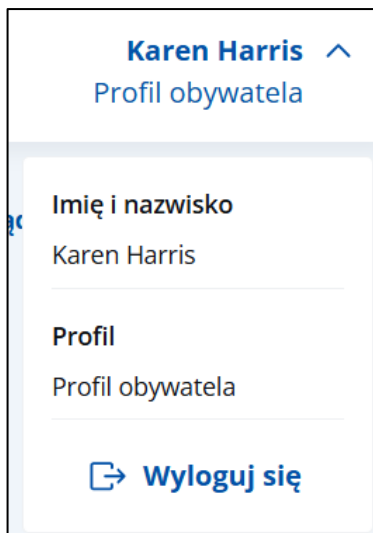 Karen Harris
Profil obywatela
Imię i nazwisko
Karen Harris
Profil
Profil obywatela
Wyloguj się